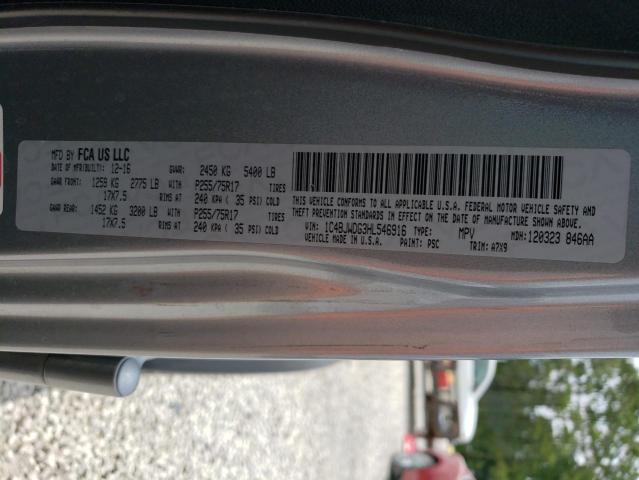 MFD BY FCA US LLC
DATE OF MFR(BUILT): 12-16 GVWR: 2450 KG 5400 LB
GAWR FRONT: 1259 KG 2775 LB WITH P255/75R17 TIRES
17X7.5 RIMS AT 240 KPA ( 35 PSI) COLD
GAWR REAR: 1452 KG 3200 LB WITH P255/75R17 TIRES
17X7.5 RIMS AT 240 KPA ( 35 PSI) COLD
THIS VEHICLE CONFORMS TO ALL APPLICABLE U.S.A. FEDERAL MOTOR VEHICLE SAFETY AND
THEFT PREVENTION STANDARDS IN EFFECT ON THE DATE OF MANUFACTURE SHOWN ABOVE.
VIN: 1C4BJWDG3HL546916 TYPE: MPV MDH: 120323 846AA
VEHICLE MADE IN U.S.A. PAINT: PSC TRIM: A7X9